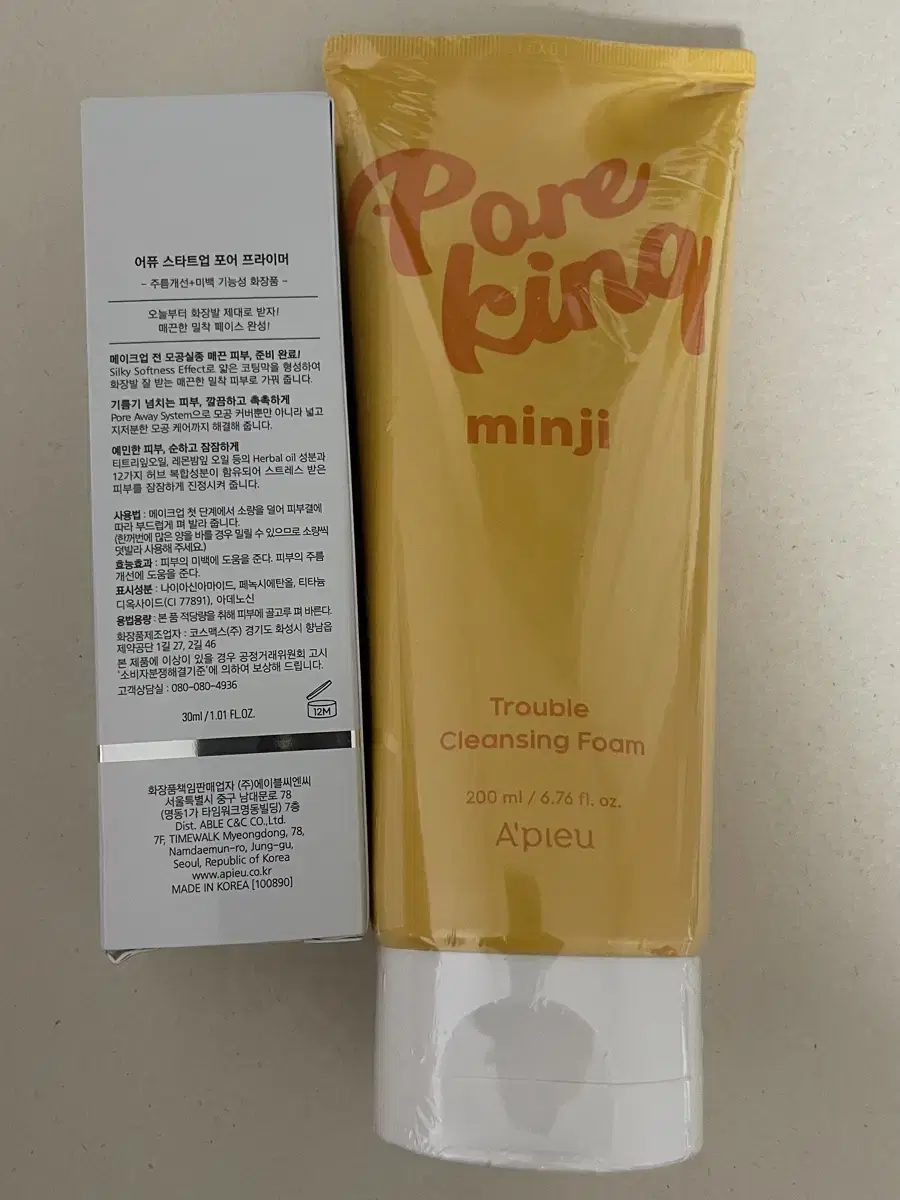 어퓨 스타트업 포어 프라이머
- 주름개선+미백 기능성 화장품 -
오늘부터 화장발 제대로 받자!
매끈한 밀착 페이스 완성!
메이크업 전 모공실종 매끈 피부, 준비 완료!
Silky Softness Effect로 얇은 코팅막을 형성하여
화장발 잘 받는 매끈한 밀착 피부로 가꿔 줍니다.
기름기 넘치는 피부, 깔끔하고 촉촉하게
Pore Away System으로 모공 커버뿐만 아니라 넓고
지저분한 모공 케어까지 해결해 줍니다.
예민한 피부, 순하고 잠잠하게
티트리잎오일, 레몬밤잎 오일 등의 Herbal oil 성분과
12가지 허브 복합성분이 함유되어 스트레스 받은
피부를 잠잠하게 진정시켜 줍니다.
사용법 : 메이크업 첫 단계에서 소량을 덜어 피부결에
따라 부드럽게 펴 발라 줍니다.
(한꺼번에 많은 양을 바를 경우 밀릴 수 있으므로 소량씩
덧발라 사용해 주세요.)
효능효과 : 피부의 미백에 도움을 준다. 피부의 주름
개선에 도움을 준다.
표시성분 : 나이아신아마이드, 페녹시에탄올, 티타늄
디옥사이드(CI 77891), 아데노신
용법용량 : 본 품 적당량을 취해 피부에 골고루 펴 바른다.
화장품제조업자 : 코스맥스(주) 경기도 화성시 향남읍
제약공단 1길 27, 2길 46
본 제품에 이상이 있을 경우 공정거래위원회 고시
'소비자분쟁해결기준'에 의하여 보상해 드립니다.
고객상담실 : 080-080-4936
30ml / 1.01 FL.OZ.
12M
화장품책임판매업자 (주)에이블씨엔씨
서울특별시 중구 남대문로 78
(명동1가 타임워크명동빌딩) 7층
Dist. ABLE C&C CO.,Ltd.
7F, TIMEWALK Myeongdong, 78,
Namdaemun-ro, Jung-gu,
Seoul, Republic of Korea
www.apieu.co.kr
MADE IN KOREA [100890]
Pore
king
minji
Trouble
Cleansing Foam
200 ml / 6.76 fl. oz.
A'pieu